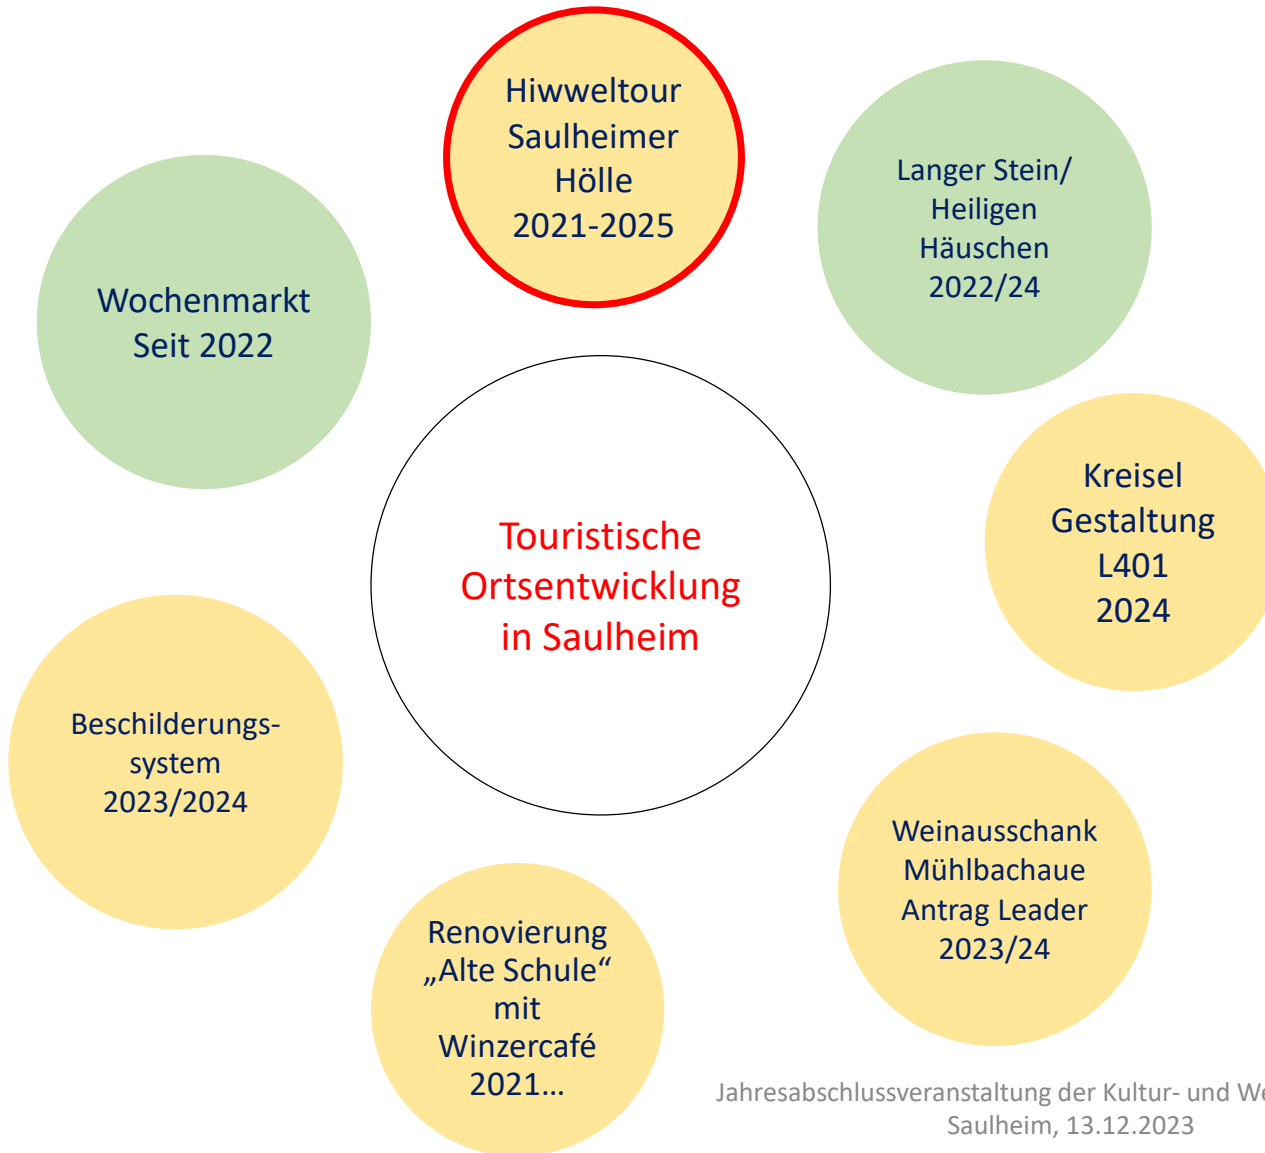 Hiwweltour
Saulheimer
Hölle
2021-2025
Langer Stein/
Heiligen
Häuschen
2022/24
Wochenmarkt
Seit 2022
Kreisel
Gestaltung
L401
2024
Touristische
Ortsentwicklung
in Saulheim
Beschilderungs-
system
2023/2024
Weinausschank
Mühlbachaue
Antrag Leader
2023/24
Renovierung
„Alte Schule“
mit
Winzercafé
2021...
Jahresabschlussveranstaltung der Kultur- und We
Saulheim, 13.12.2023